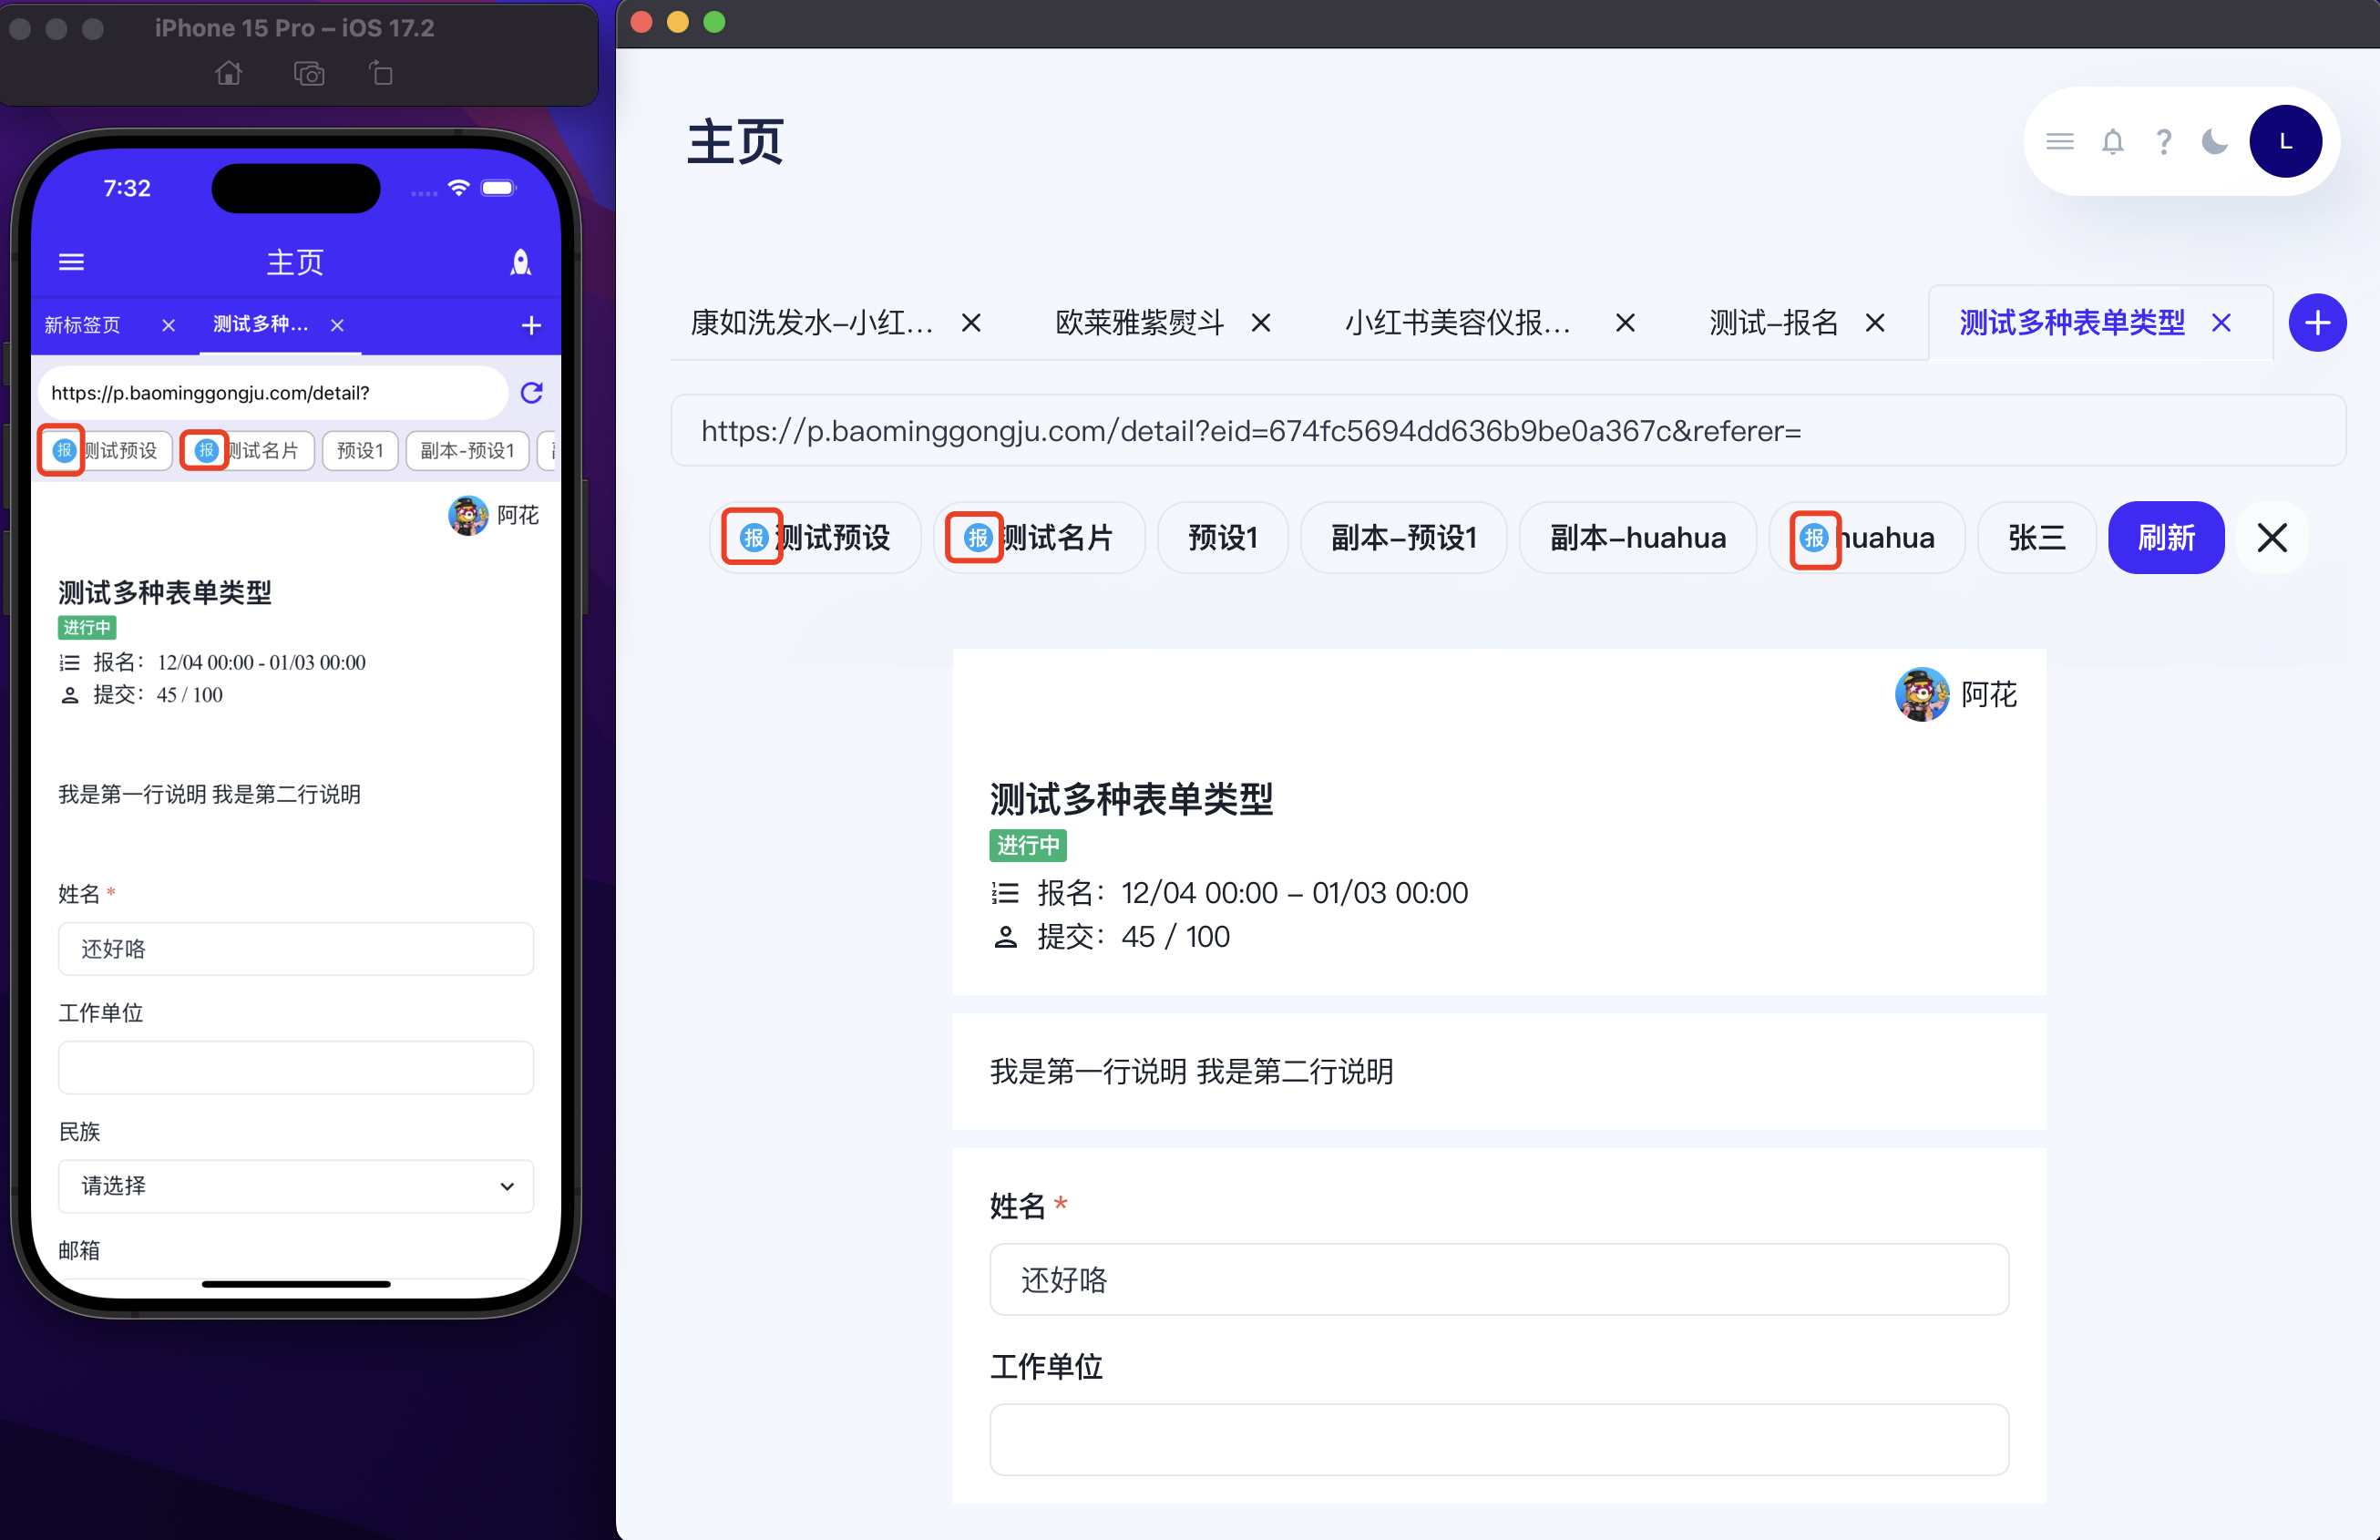 iPhone 15 Pro – iOS 17.2
7:32
主页
新标签页
测试多种...
https://p.baominggongju.com/detail?
报 测试预设
报 测试名片
预设1
副本-预设1
阿花
测试多种表单类型
进行中
报名： 12/04 00:00 - 01/03 00:00
提交： 45 / 100
我是第一行说明 我是第二行说明
姓名 *
还好咯
工作单位
民族
请选择
邮箱
主页
L
康如洗发水-小红...
欧莱雅紫熨斗
小红书美容仪报...
测试-报名
测试多种表单类型
https://p.baominggongju.com/detail?eid=674fc5694dd636b9be0a367c&referer=
报 测试预设
报 测试名片
预设1
副本-预设1
副本-huahua
报 huahua
张三
刷新
阿花
测试多种表单类型
进行中
报名： 12/04 00:00 - 01/03 00:00
提交： 45 / 100
我是第一行说明 我是第二行说明
姓名 *
还好咯
工作单位